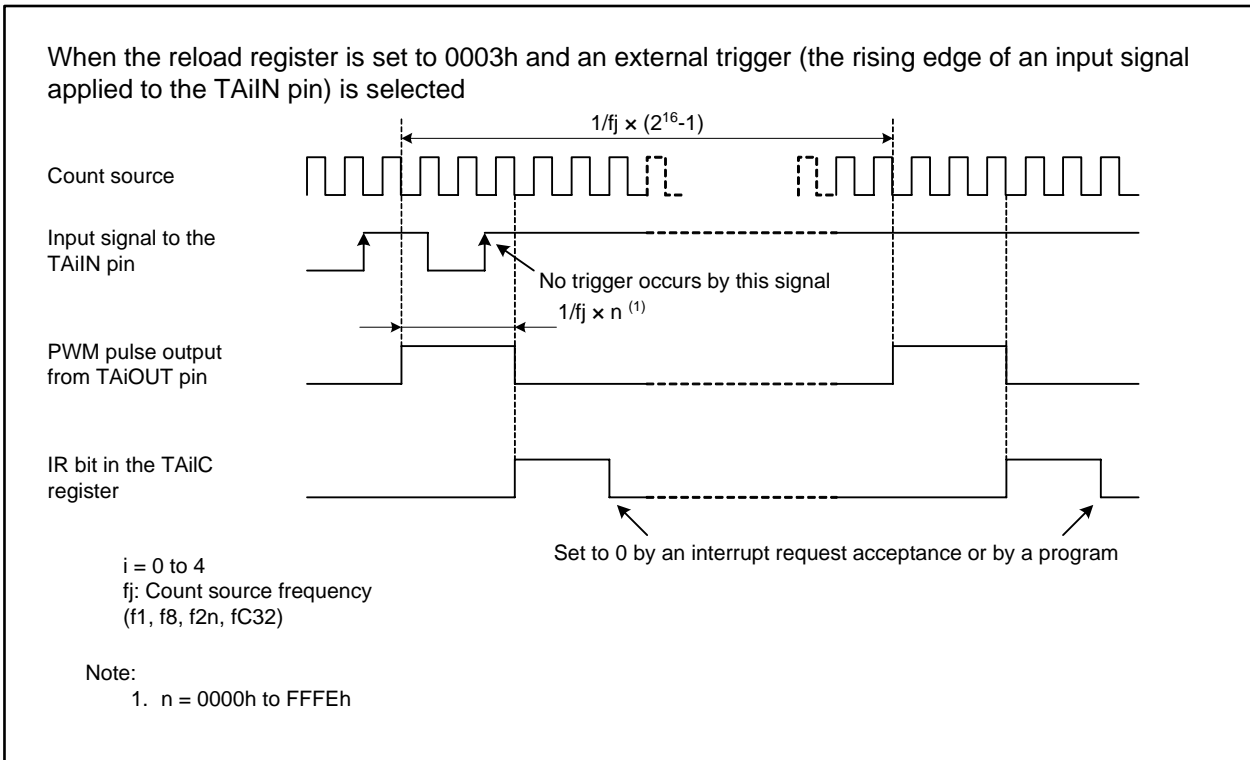 When the reload register is set to 0003h and an external trigger (the rising edge of an input signal
applied to the TAiIN pin) is selected
1/fj × (2^16-1)
Count source
Input signal to the
TAiIN pin
No trigger occurs by this signal
1/fj × n (1)
PWM pulse output
from TAiOUT pin
IR bit in the TAiIC
register
Set to 0 by an interrupt request acceptance or by a program
i = 0 to 4
fj: Count source frequency
(f1, f8, f2n, fC32)
Note:
1. n = 0000h to FFFEh